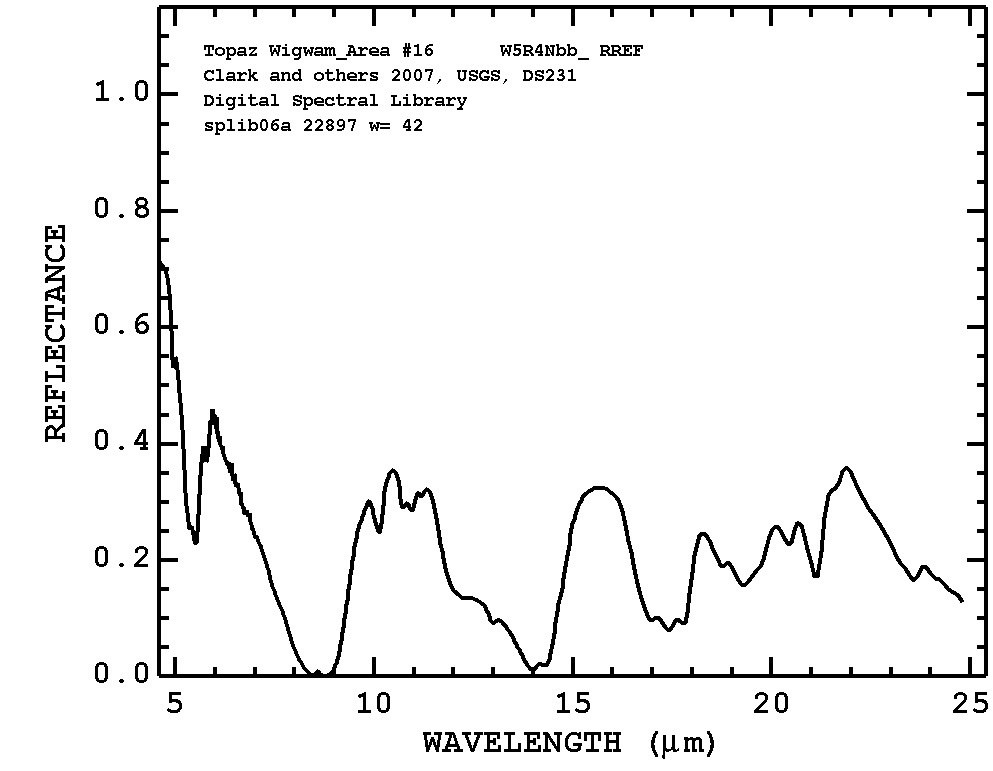 Topaz Wigwam_Area #16 W5R4Nbb_ RREF
Clark and others 2007, USGS, DS231
Digital Spectral Library
splib06a 22897 w= 42
1.0
0.8
0.6
0.4
0.2
0.0
REFLECTANCE
5 10 15 20 25
WAVELENGTH (μm)